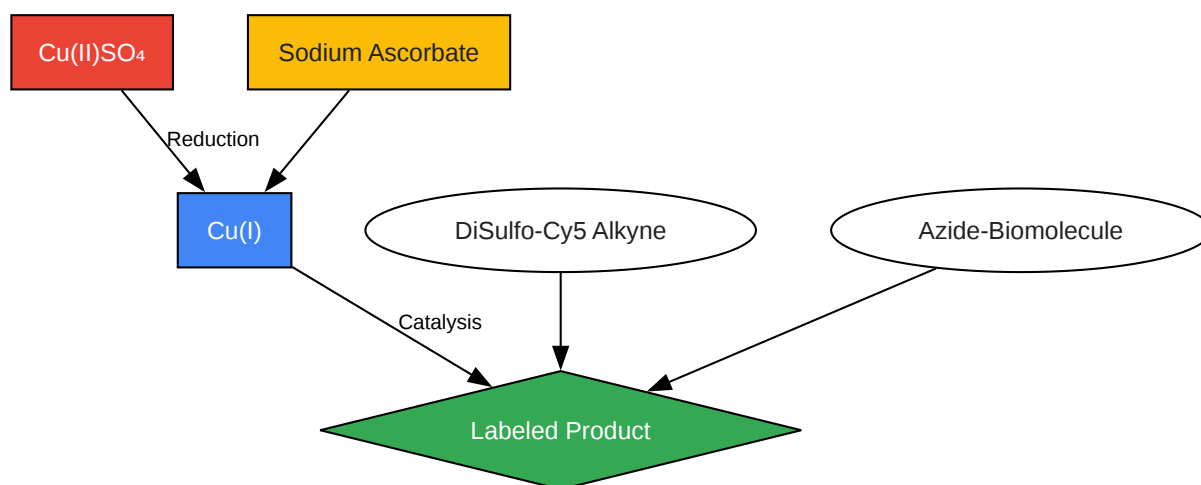 Cu(II)SO₄
Sodium Ascorbate
Reduction
Cu(I)
DiSulfo-Cy5 Alkyne
Azide-Biomolecule
Catalysis
Labeled Product